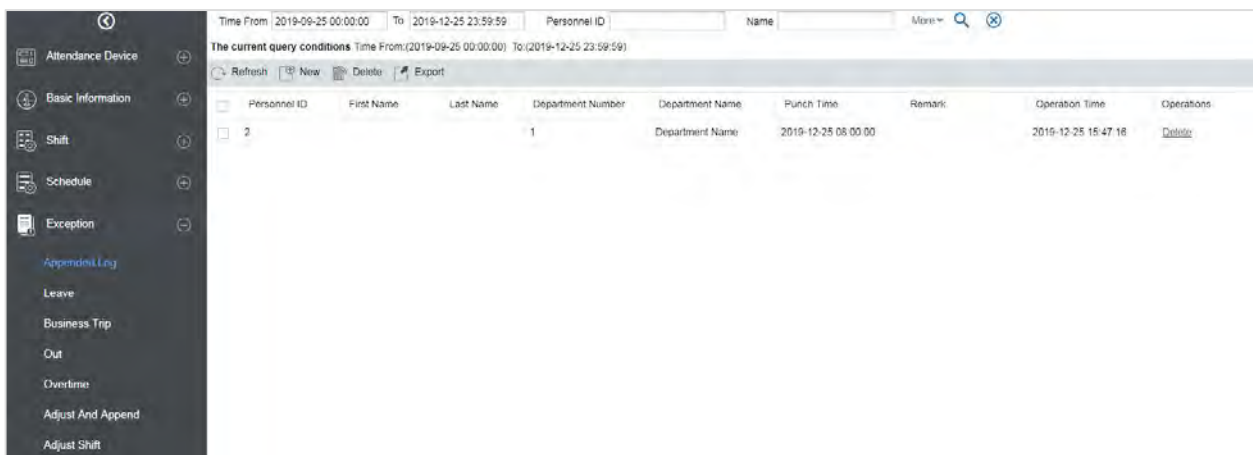 Time From 2019-09-25 00:00:00 To 2019-12-25 23:59:59 Personnel ID Name More
The current query conditions Time From:(2019-09-25 00:00:00) To:(2019-12-25 23:59:59)
Refresh New Delete Export
Personnel ID First Name Last Name Department Number Department Name Punch Time Remark Operation Time Operations
2 1 Department Name 2019-12-25 08:00:00 2019-12-25 15:47:16 Delete
Attendance Device
Basic Information
Shift
Schedule
Exception
Appended Log
Leave
Business Trip
Out
Overtime
Adjust And Append
Adjust Shift